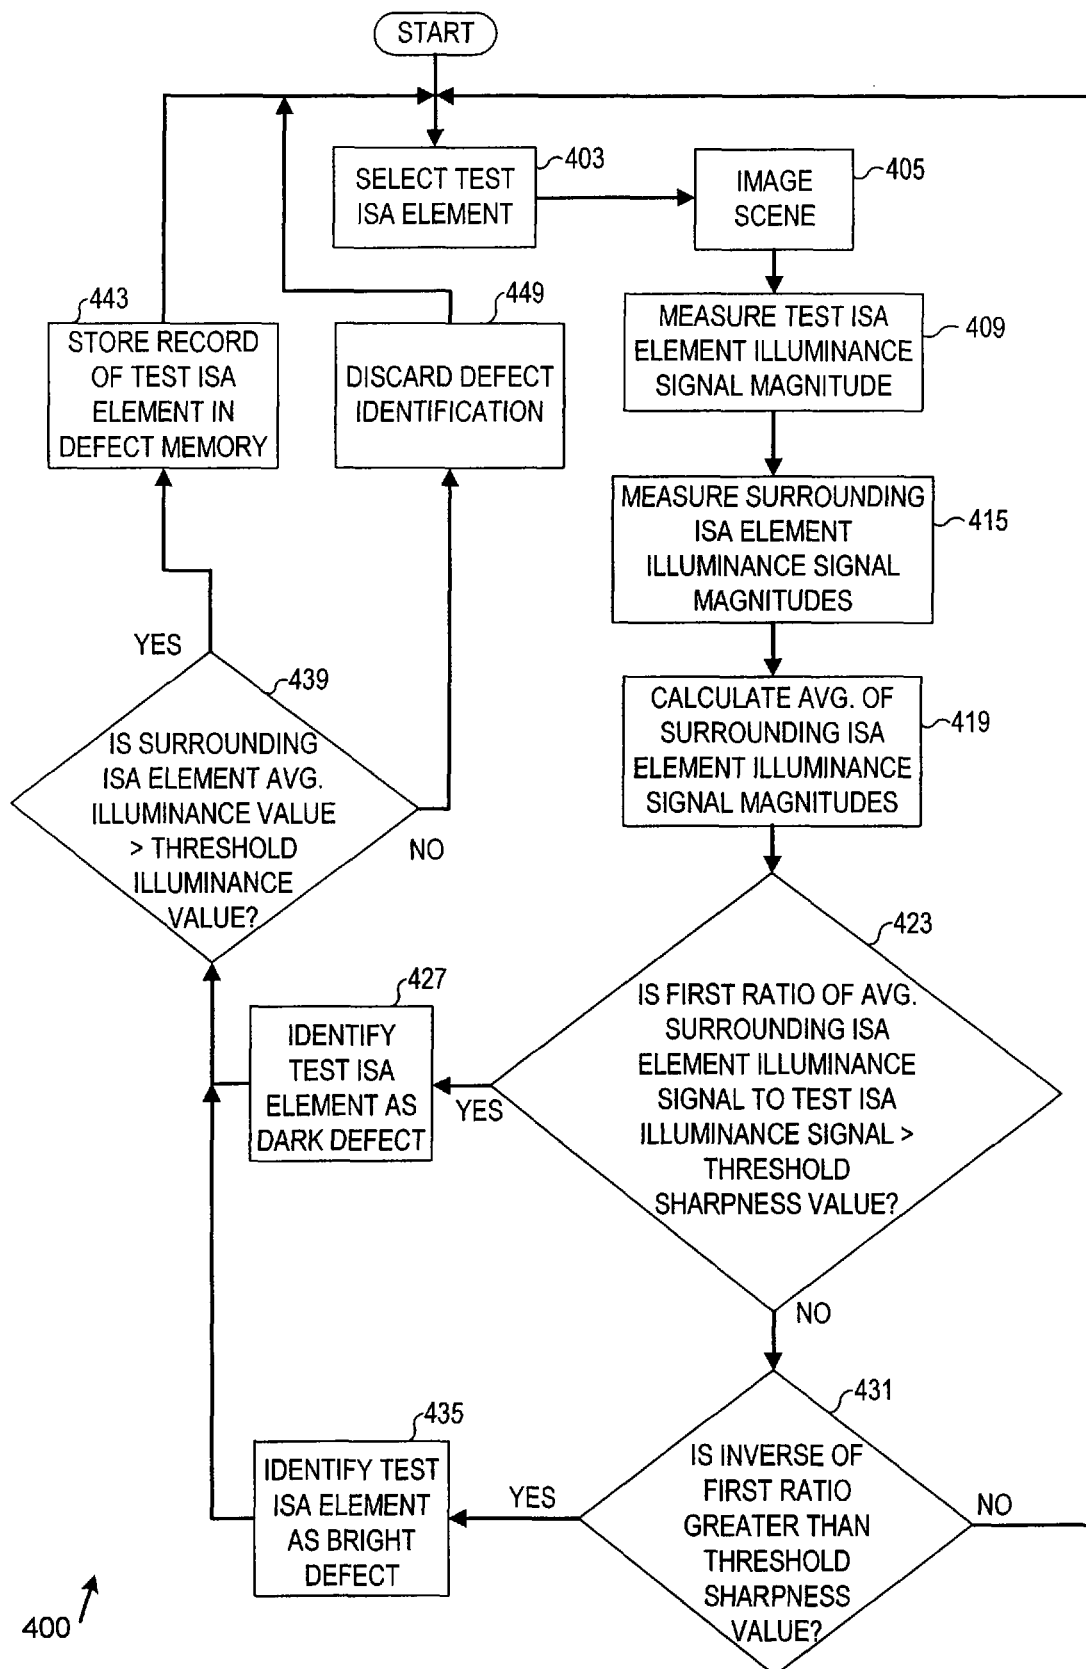 START
SELECT TEST
ISA ELEMENT
403
IMAGE
SCENE
405
MEASURE TEST ISA
ELEMENT ILLUMINANCE
SIGNAL MAGNITUDE
409
443
STORE RECORD
OF TEST ISA
ELEMENT IN
DEFECT MEMORY
449
DISCARD DEFECT
IDENTIFICATION
MEASURE SURROUNDING
ISA ELEMENT
ILLUMINANCE SIGNAL
MAGNITUDES
415
YES
439
IS SURROUNDING
ISA ELEMENT AVG.
ILLUMINANCE VALUE
> THRESHOLD
ILLUMINANCE
VALUE?
NO
CALCULATE AVG. OF
SURROUNDING ISA
ELEMENT ILLUMINANCE
SIGNAL MAGNITUDES
419
423
IS FIRST RATIO OF AVG.
SURROUNDING ISA
ELEMENT ILLUMINANCE
SIGNAL TO TEST ISA
ILLUMINANCE SIGNAL >
THRESHOLD
SHARPNESS VALUE?
YES
427
IDENTIFY
TEST ISA
ELEMENT AS
DARK DEFECT
NO
431
IS INVERSE OF
FIRST RATIO
GREATER THAN
THRESHOLD
SHARPNESS
VALUE?
NO
YES
435
IDENTIFY TEST
ISA ELEMENT
AS BRIGHT
DEFECT
400